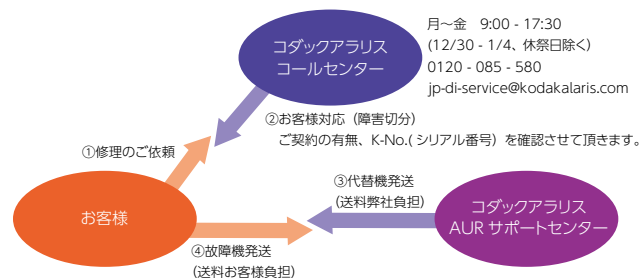 コダックアラリス
コールセンター
月～金 9:00 - 17:30
(12/30 - 1/4、休祭日除く)
0120 - 085 - 580
jp-di-service@kodakalaris.com
②お客様対応（障害切分）
ご契約の有無、K-No.( シリアル番号）を確認させて頂きます。
①修理のご依頼
③代替機発送
(送料弊社負担)
お客様
コダックアラリス
AUR サポートセンター
④故障機発送
(送料お客様負担)